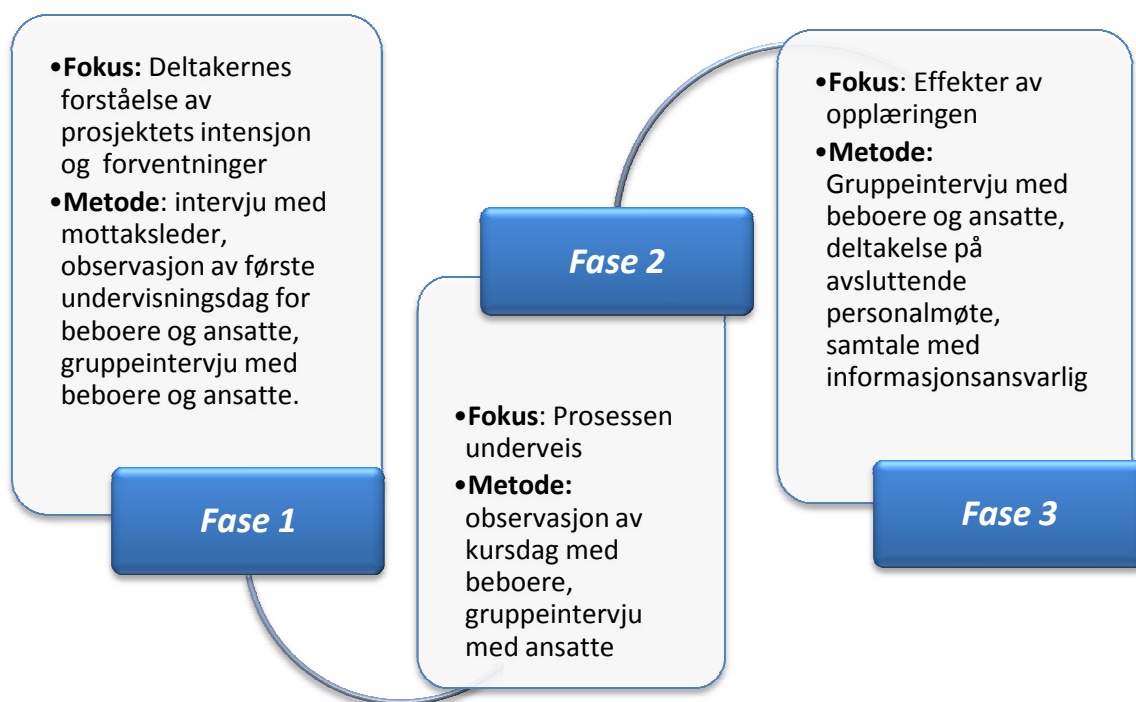 •Fokus: Deltakernes
forståelse av
prosjektets intensjon
og forventninger
•Metode: intervju med
mottaksleder,
observasjon av første
undervisningsdag for
beboere og ansatte,
gruppeintervju med
beboere og ansatte.
Fase 1
Fase 2
•Fokus: Prosessen
underveis
•Metode:
observasjon av
kursdag med
beboere,
gruppeintervju
med ansatte
•Fokus: Effekter av
opplæringen
•Metode:
Gruppeintervju med
beboere og ansatte,
deltakelse på
avsluttende
personalmøte,
samtale med
informasjonsansvarlig
Fase 3